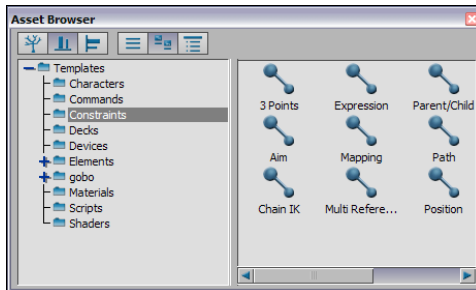 Asset Browser
Templates
Characters
Commands
Constraints
Decks
Devices
Elements
gobo
Materials
Scripts
Shaders
3 Points Expression Parent/Child
Aim Mapping Path
Chain IK Multi Refere... Position